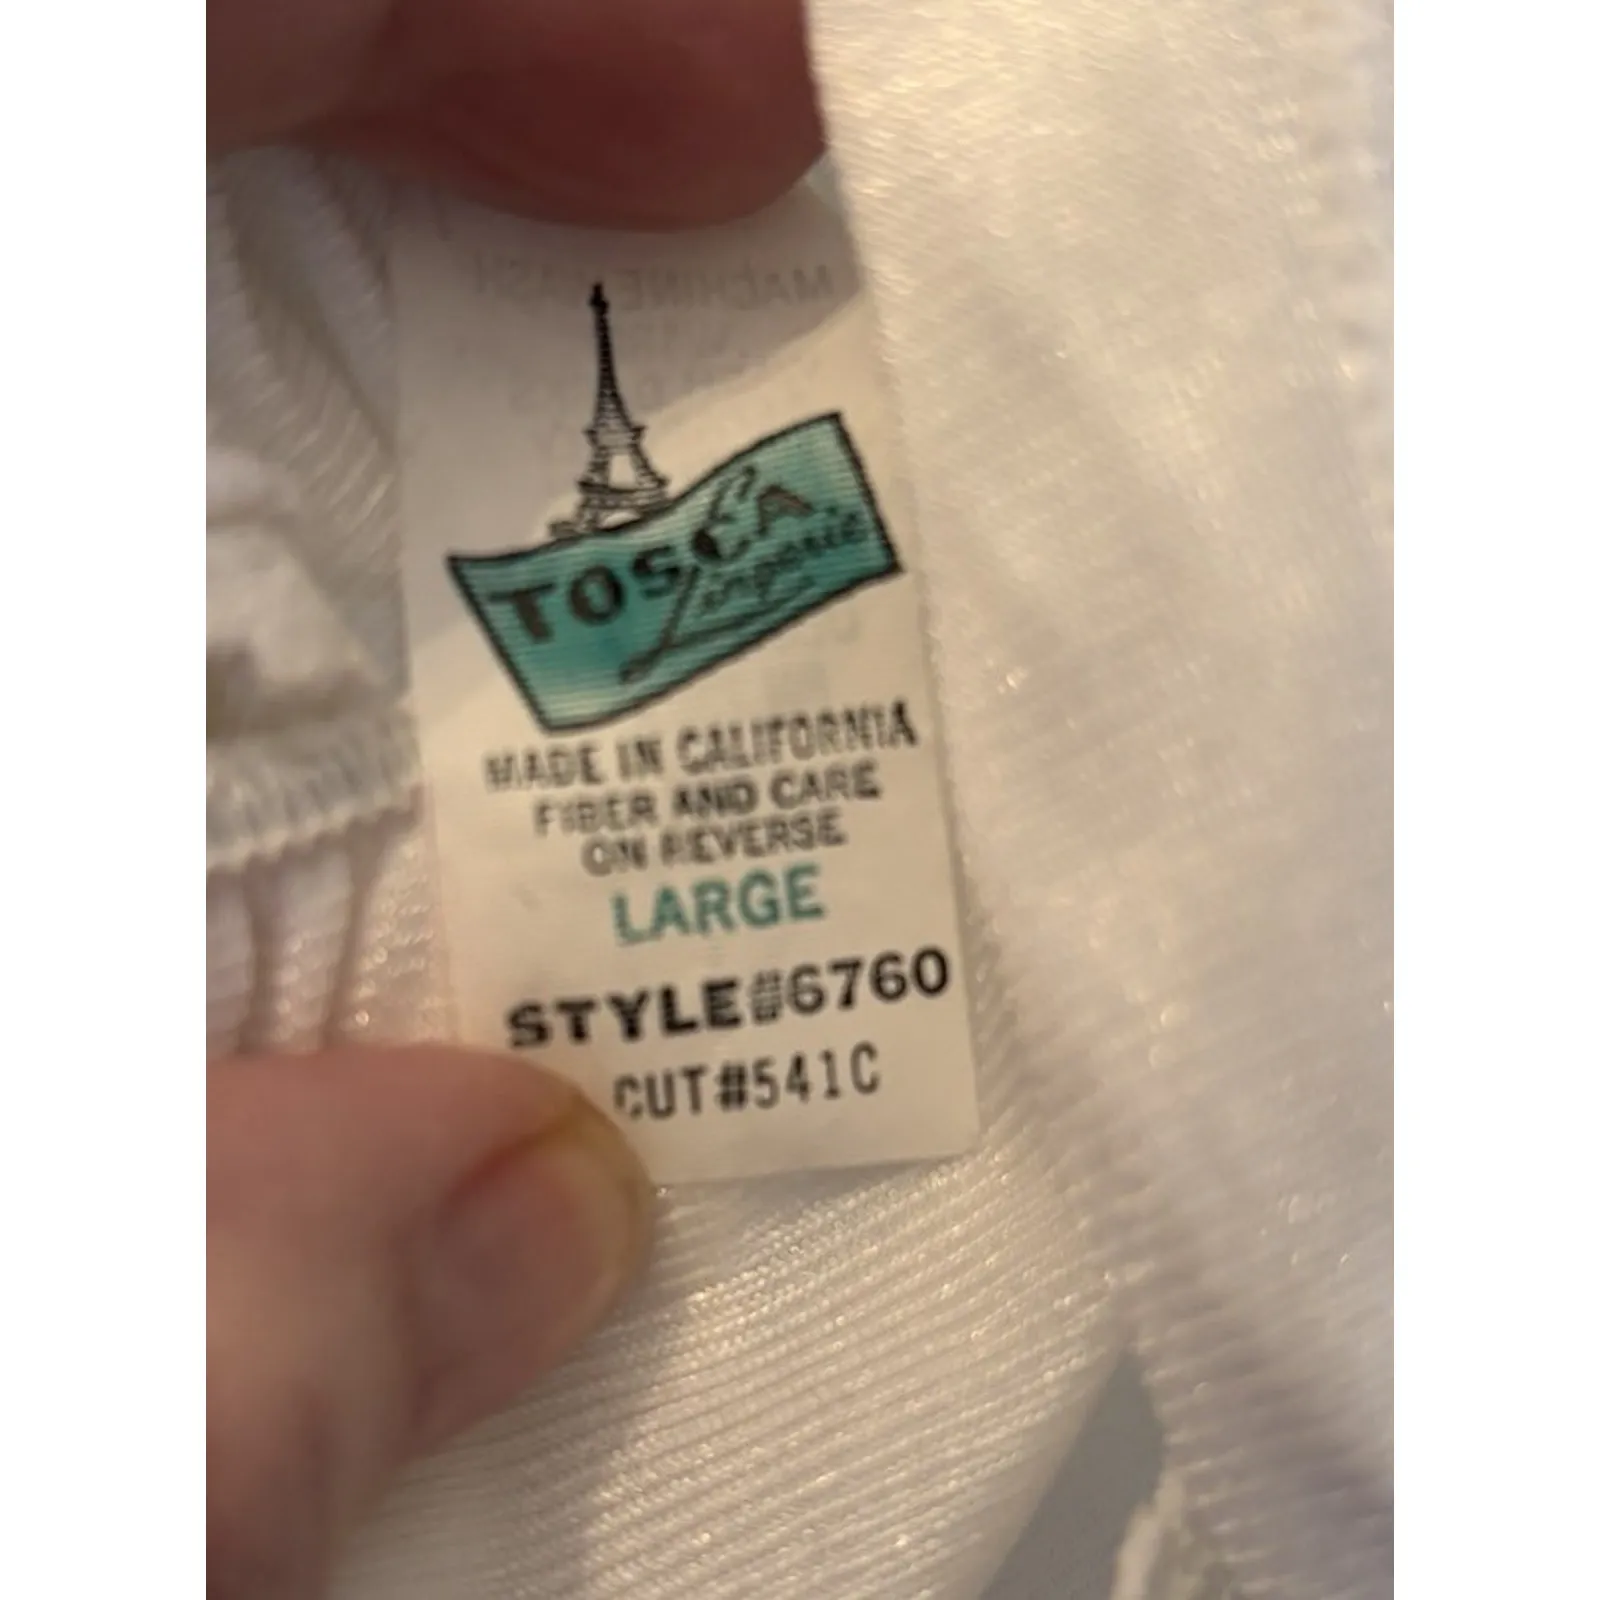 TOSCA
Lingerie
MADE IN CALIFORNIA
FIBER AND CARE
ON REVERSE
LARGE
STYLE#6760
CUT#541C